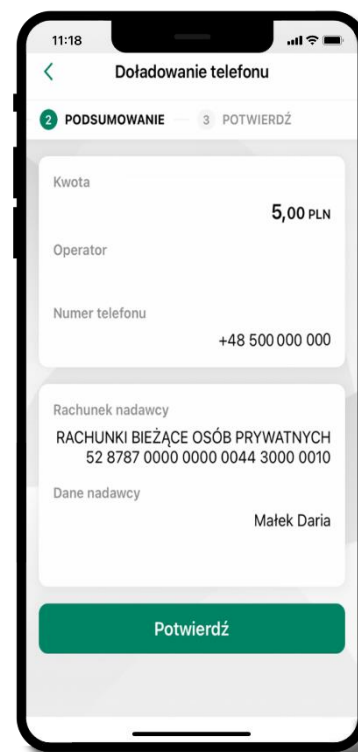 11:18
Doładowanie telefonu
2 PODSUMOWANIE 3 POTWIERDŹ
Kwota
5,00 PLN
Operator
Numer telefonu
+48 500 000 000
Rachunek nadawcy
RACHUNKI BIEŻĄCE OSÓB PRYWATNYCH
52 8787 0000 0000 0044 3000 0010
Dane nadawcy
Małek Daria
Potwierdź